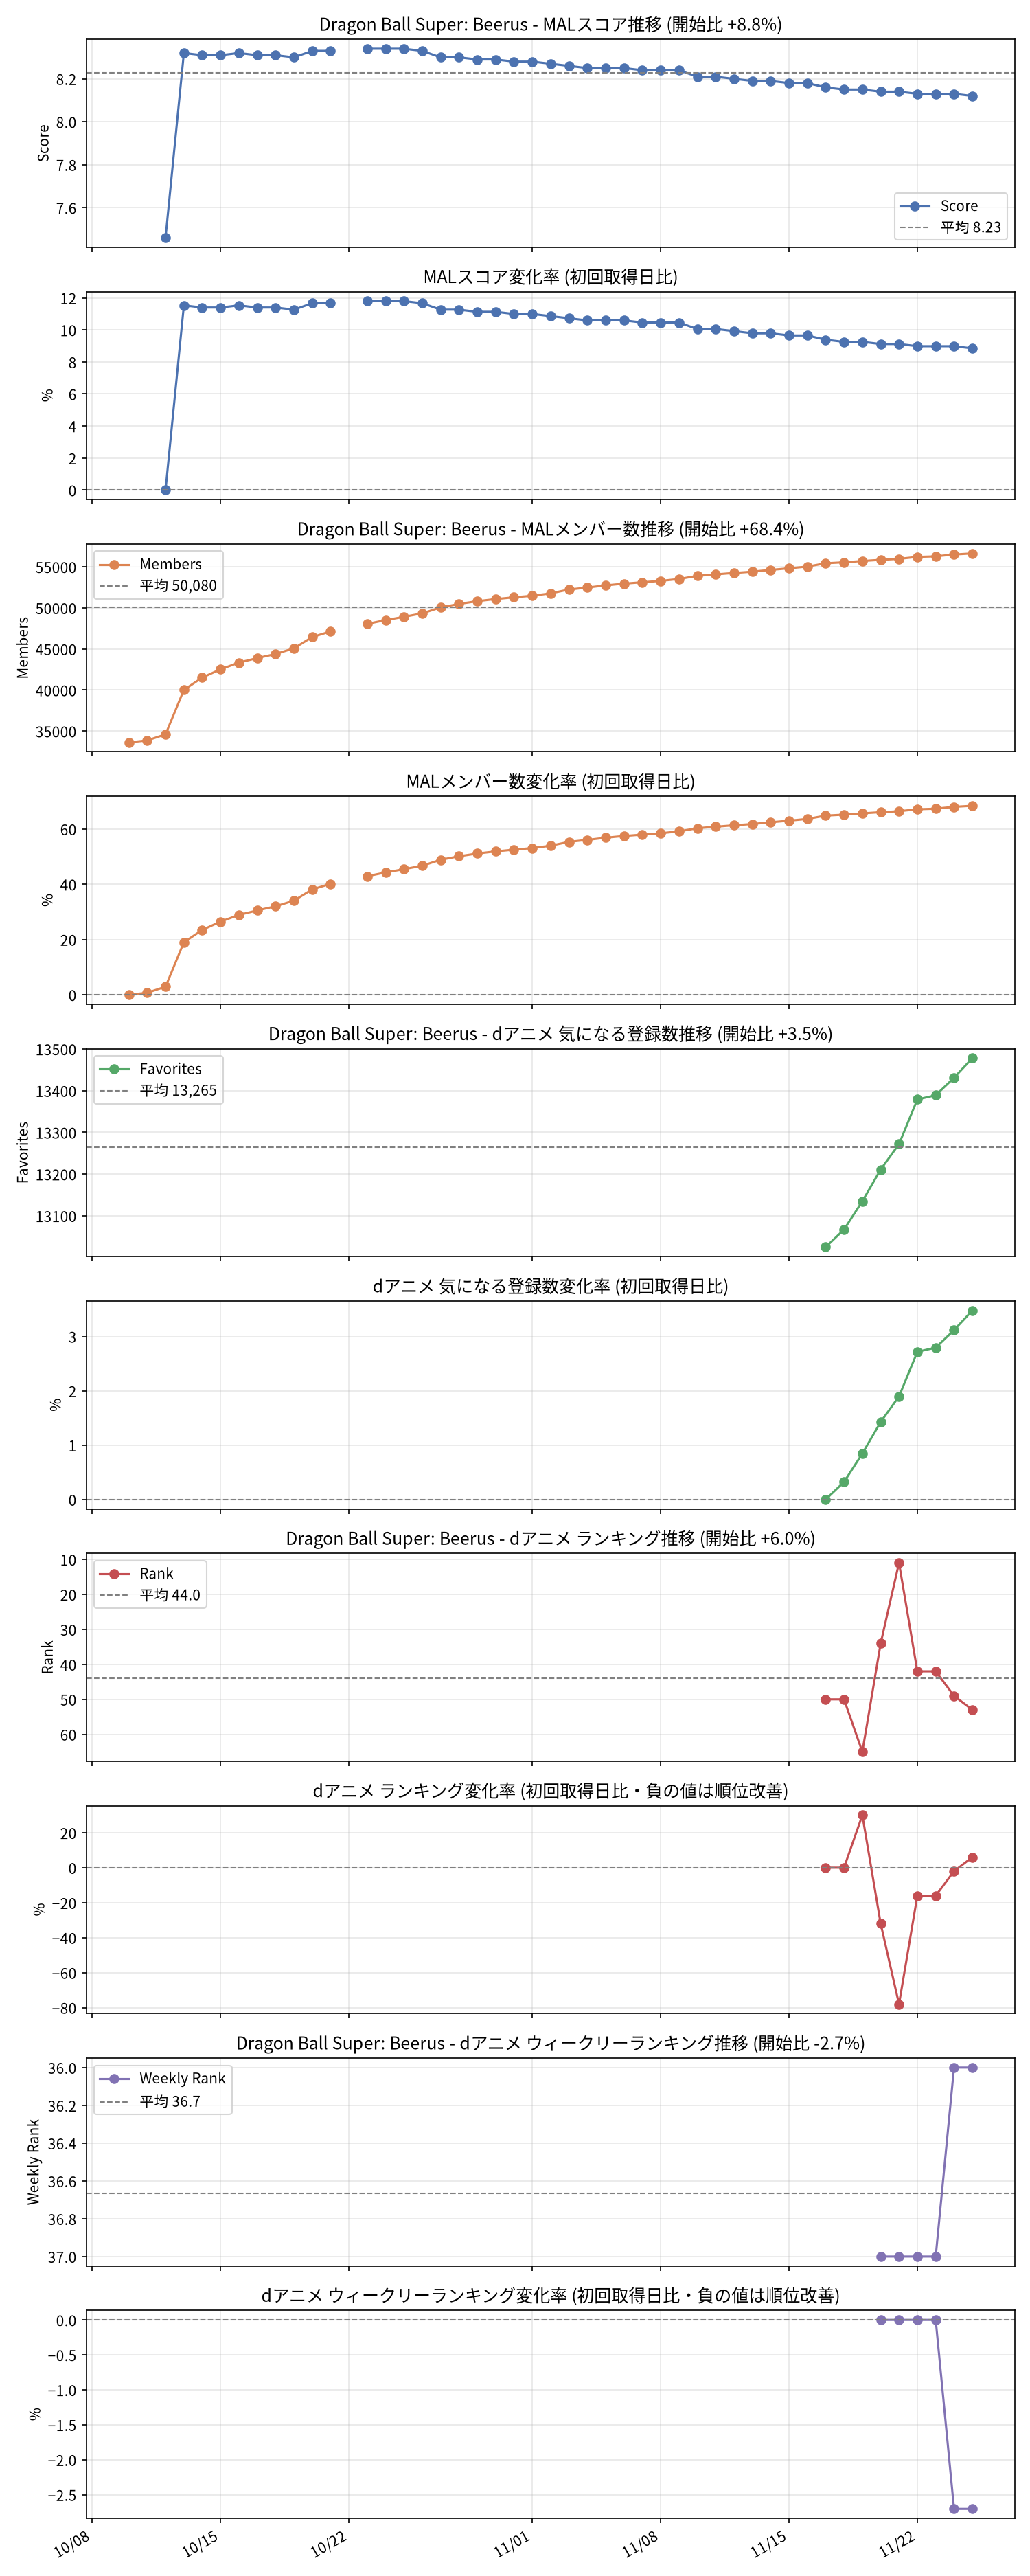 Dragon Ball Super: Beerus - MALスコア推移 (開始比 +8.8%)
8.2
8.0
7.8
7.6
Score
Score
平均 8.23
MALスコア変化率 (初回取得日比)
12
10
8
6
4
2
0
%
Dragon Ball Super: Beerus - MALメンバー数推移 (開始比 +68.4%)
Members
平均 50,080
55000
50000
45000
40000
35000
Members
MALメンバー数変化率 (初回取得日比)
60
40
20
0
%
Dragon Ball Super: Beerus - dアニメ 気になる登録数推移 (開始比 +3.5%)
Favorites
平均 13,265
13500
13400
13300
13200
13100
Favorites
dアニメ 気になる登録数変化率 (初回取得日比)
3
2
1
0
%
Dragon Ball Super: Beerus - dアニメ ランキング推移 (開始比 +6.0%)
Rank
平均 44.0
10
20
30
40
50
60
Rank
dアニメ ランキング変化率 (初回取得日比・負の値は順位改善)
20
0
−20
−40
−60
−80
%
Dragon Ball Super: Beerus - dアニメ ウィークリーランキング推移 (開始比 -2.7%)
Weekly Rank
平均 36.7
36.0
36.2
36.4
36.6
36.8
37.0
Weekly Rank
dアニメ ウィークリーランキング変化率 (初回取得日比・負の値は順位改善)
0.0
−0.5
−1.0
−1.5
−2.0
−2.5
%
10/08
10/15
10/22
11/01
11/08
11/15
11/22